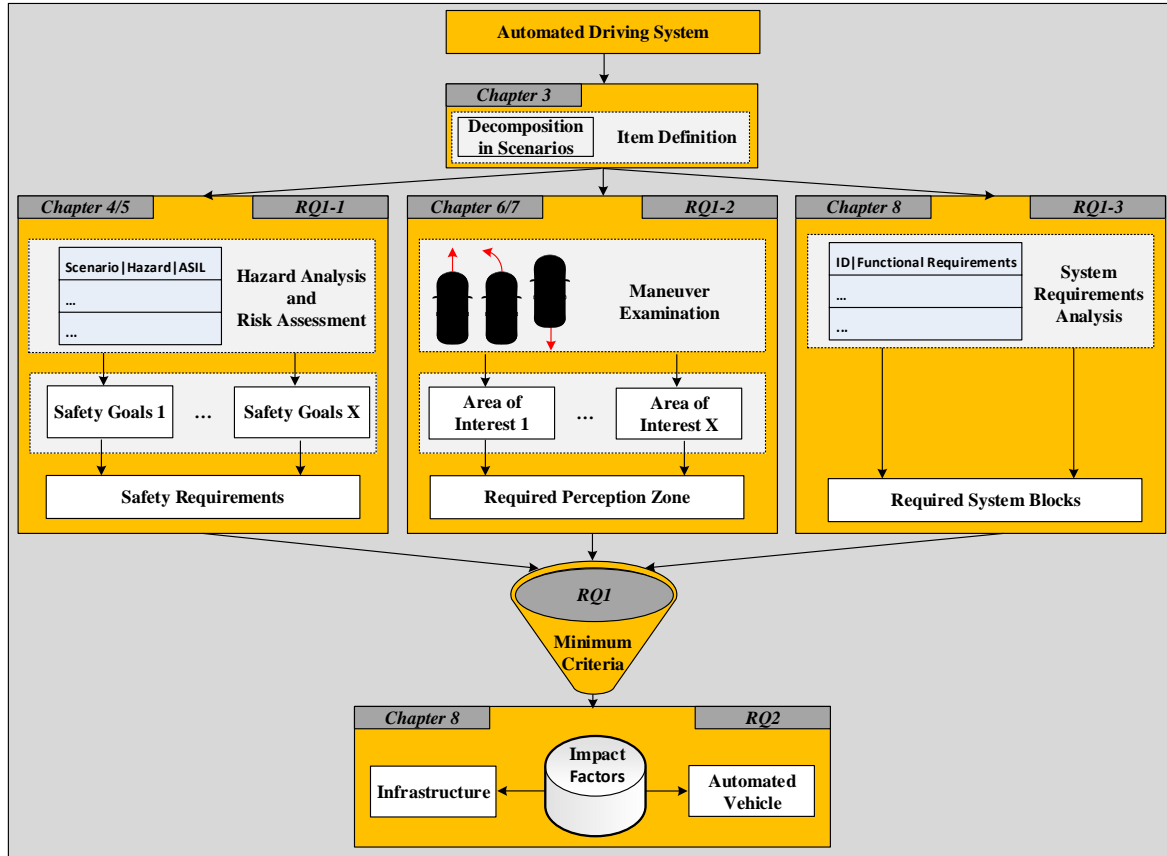 Automated Driving System
Chapter 3
Decomposition
in Scenarios
Item Definition
Chapter 4/5
RQ1-1
Scenario|Hazard|ASIL
...
...
Hazard Analysis
and
Risk Assessment
Safety Goals 1
...
Safety Goals X
Safety Requirements
Chapter 6/7
RQ1-2
Maneuver
Examination
Area of
Interest 1
...
Area of
Interest X
Required Perception Zone
Chapter 8
RQ1-3
ID|Functional Requirements
...
...
System
Requirements
Analysis
Required System Blocks
RQ1
Minimum
Criteria
Chapter 8
RQ2
Infrastructure
Impact
Factors
Automated
Vehicle